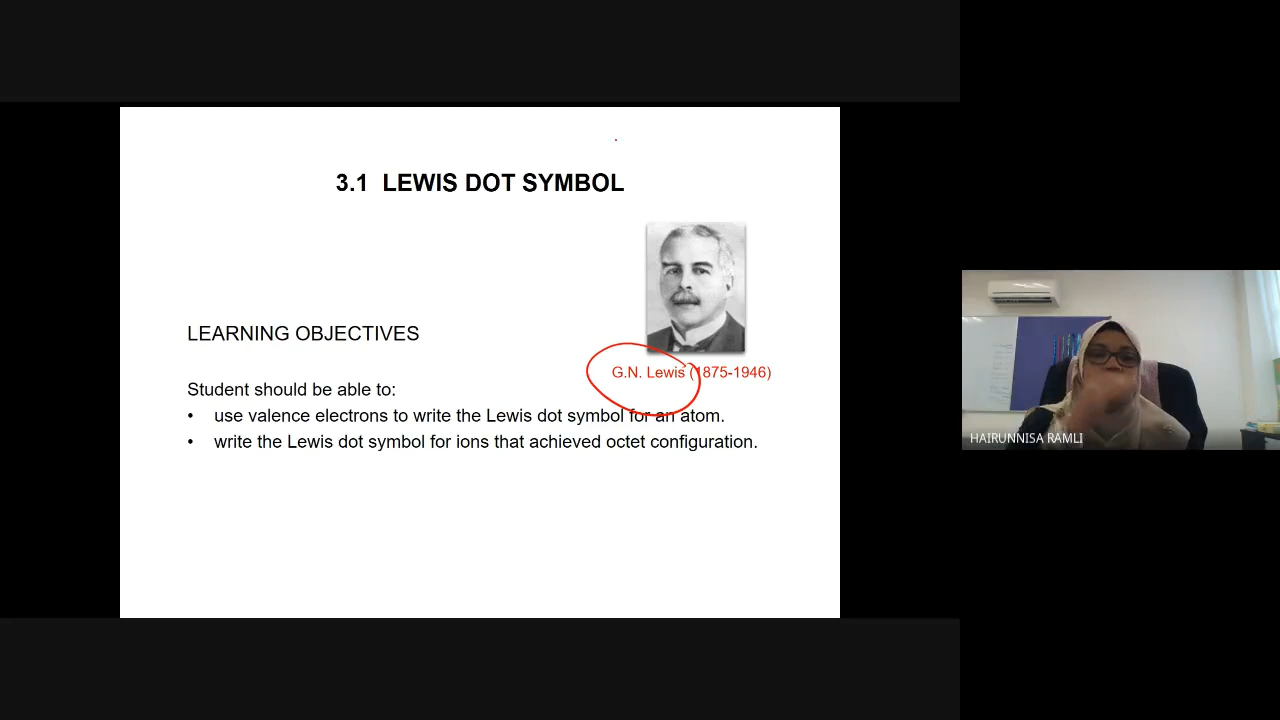 3.1 LEWIS DOT SYMBOL
LEARNING OBJECTIVES
G.N. Lewis (1875-1946)
Student should be able to:
• use valence electrons to write the Lewis dot symbol for an atom.
• write the Lewis dot symbol for ions that achieved octet configuration.
HAIRUNNISA RAMLI